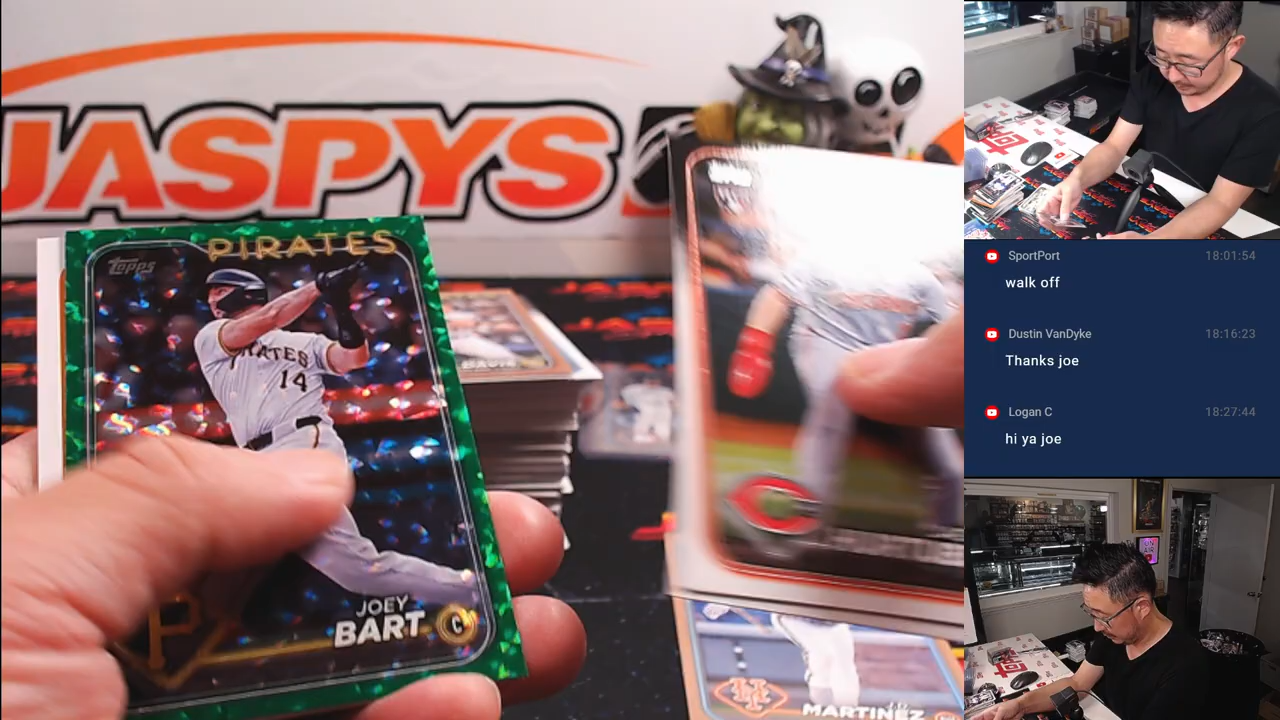 JASPYS
PIRATES
Topps
PIRATES
14
JOEY
BART
C
P
MARTINEZ
SportPort
18:01:54
walk off
Dustin VanDyke
18:16:23
Thanks joe
Logan C
18:27:44
hi ya joe